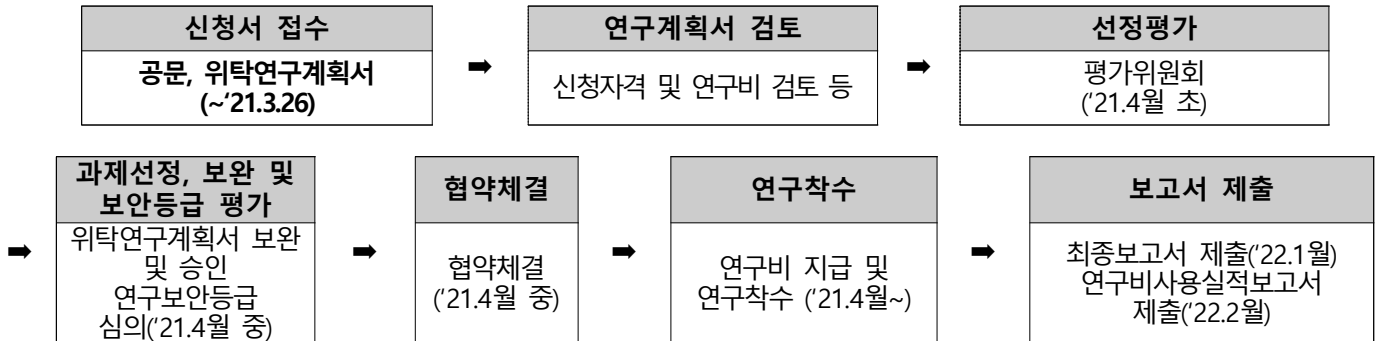 신청서 접수
공문, 위탁연구계획서
(~‘21.3.26)
➡
연구계획서 검토
신청자격 및 연구비 검토 등
➡
선정평가
평가위원회
(‘21.4월 초)
➡
과제선정, 보완 및
보안등급 평가
위탁연구계획서 보완
및 승인
연구보안등급
심의(‘21.4월 중)
➡
협약체결
협약체결
(‘21.4월 중)
➡
연구착수
연구비 지급 및
연구착수 (‘21.4월~)
➡
보고서 제출
최종보고서 제출(‘22.1월)
연구비사용실적보고서
제출(‘22.2월)